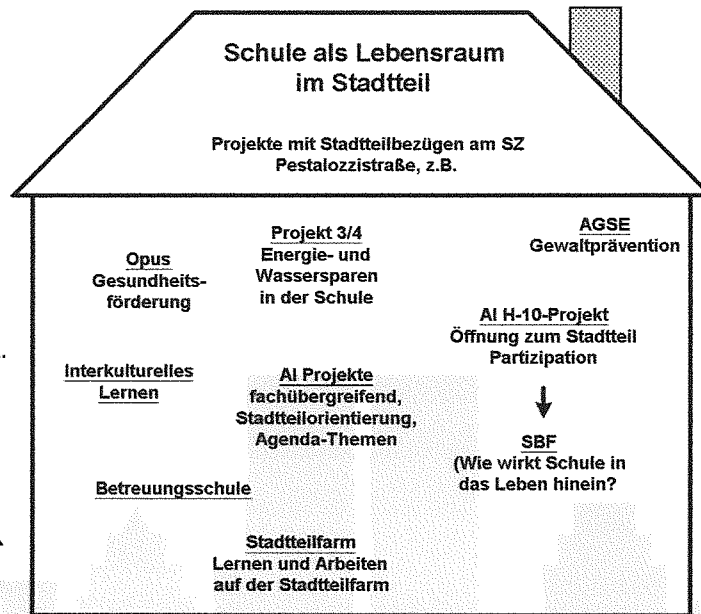 Schule als Lebensraum
im Stadtteil
Projekte mit Stadtteilbezügen am SZ
Pestalozzistraße, z.B.
Opus
Gesundheits-
förderung
Projekt 3/4
Energie- und
Wassersparen
in der Schule
AGSE
Gewaltprävention
AI H-10-Projekt
Öffnung zum Stadtteil
Partizipation
Interkulturelles
Lernen
AI Projekte
fachübergreifend,
Stadtteilorientierung,
Agenda-Themen
SBF
(Wie wirkt Schule in
das Leben hinein?
Betreuungsschule
Stadtteilfarm
Lernen und Arbeiten
auf der Stadtteilfarm